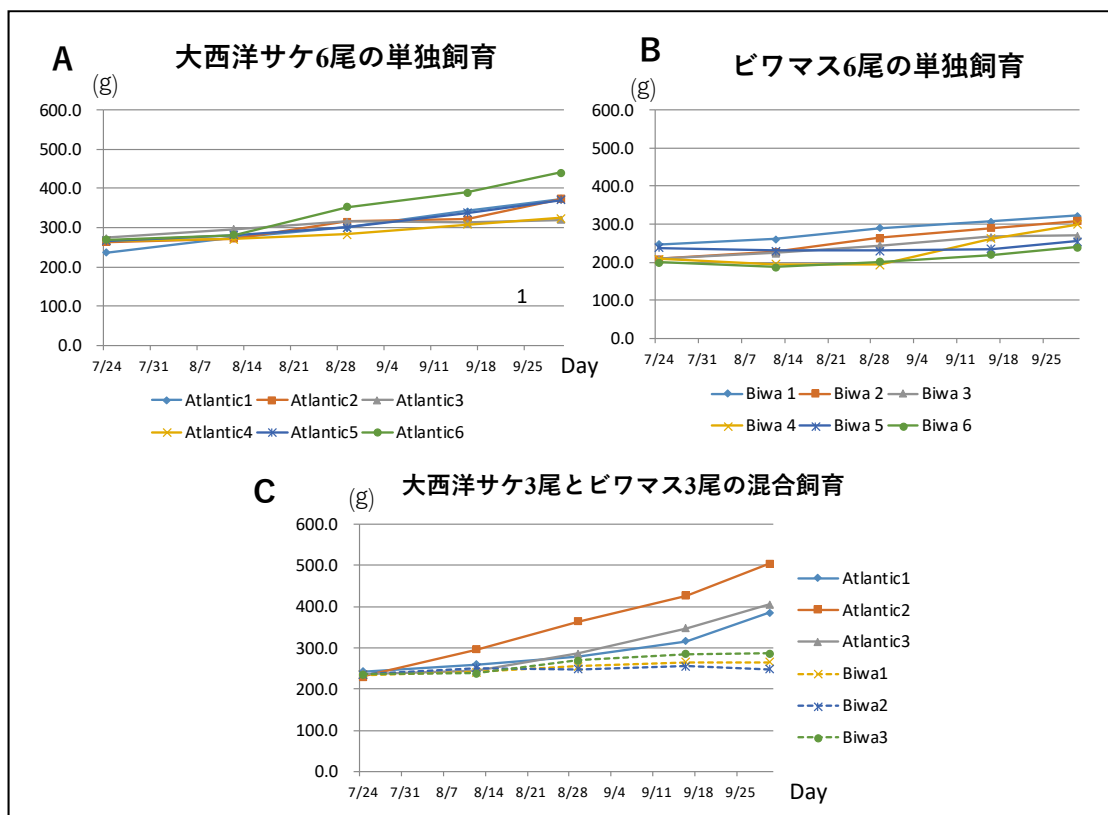 A
大西洋サケ6尾の単独飼育
(g)
600.0
500.0
400.0
300.0
200.0
100.0
0.0
1
7/24 7/31 8/7 8/14 8/21 8/28 9/4 9/11 9/18 9/25 Day
Atlantic1 Atlantic2 Atlantic3
Atlantic4 Atlantic5 Atlantic6
B
ビワマス6尾の単独飼育
(g)
600.0
500.0
400.0
300.0
200.0
100.0
0.0
7/24 7/31 8/7 8/14 8/21 8/28 9/4 9/11 9/18 9/25
Biwa 1 Biwa 2 Biwa 3
Biwa 4 Biwa 5 Biwa 6
C
(g)
大西洋サケ3尾とビワマス3尾の混合飼育
600.0
500.0
400.0
300.0
200.0
100.0
0.0
7/24 7/31 8/7 8/14 8/21 8/28 9/4 9/11 9/18 9/25 Day
Atlantic1
Atlantic2
Atlantic3
Biwa1
Biwa2
Biwa3